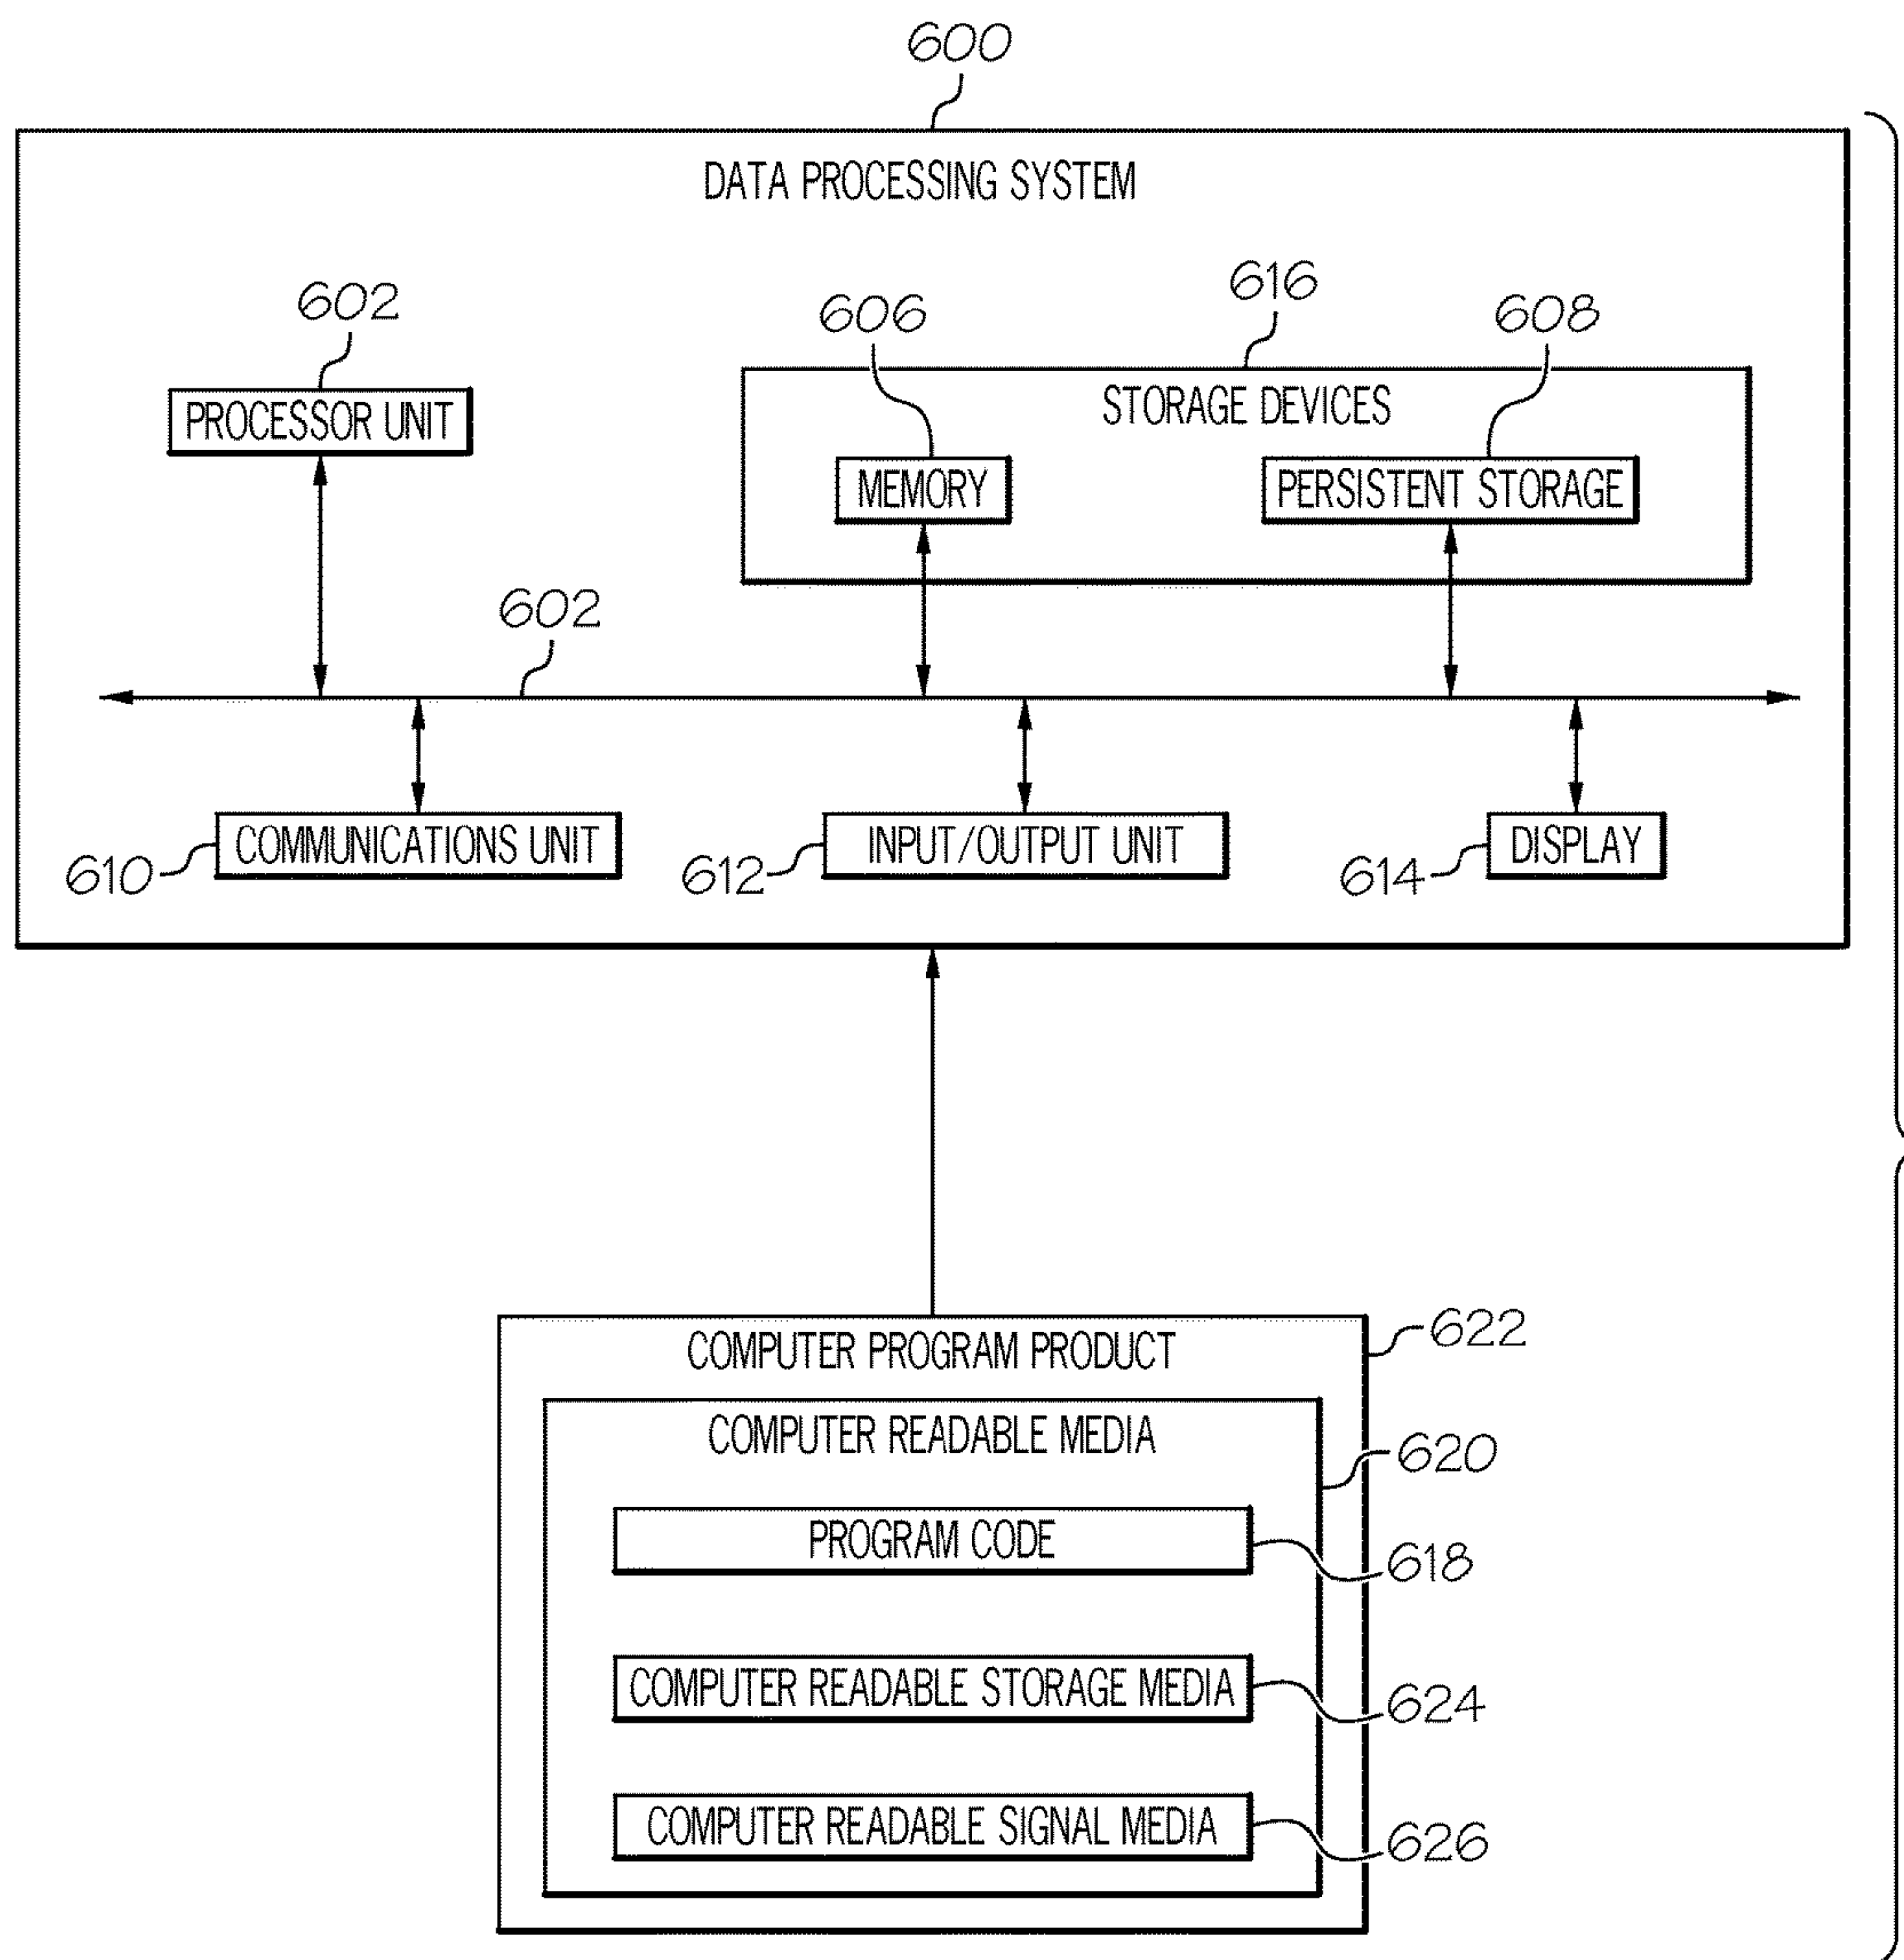 600
DATA PROCESSING SYSTEM
602
606
616
608
PROCESSOR UNIT
STORAGE DEVICES
MEMORY
PERSISTENT STORAGE
602
610
COMMUNICATIONS UNIT
612
INPUT/OUTPUT UNIT
614
DISPLAY
COMPUTER PROGRAM PRODUCT
622
COMPUTER READABLE MEDIA
620
PROGRAM CODE
618
COMPUTER READABLE STORAGE MEDIA
624
COMPUTER READABLE SIGNAL MEDIA
626